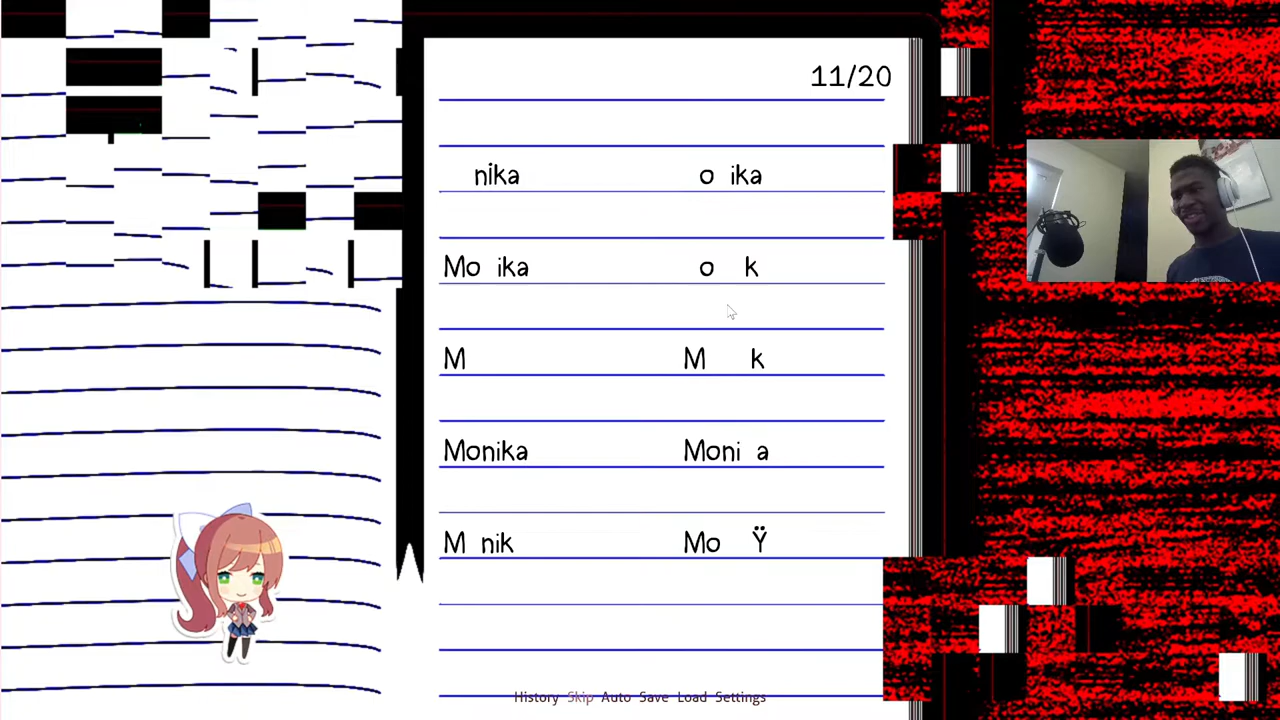 11/20
nika o ika
Mo ika o k
M M k
Monika Moni a
M nik Mo Ÿ
History Skip Auto Save Load Settings